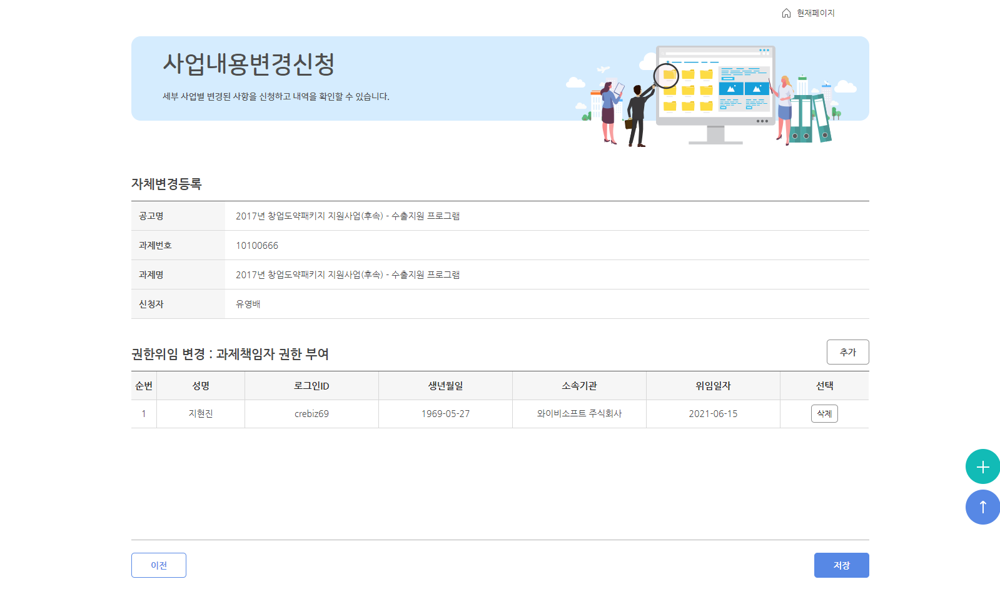 현재페이지
사업내용변경신청
세부 사업별 변경된 사항을 신청하고 내역을 확인할 수 있습니다.
자체변경등록
공고명 2017년 창업도약패키지 지원사업(후속) - 수출지원 프로그램
과제번호 10100666
과제명 2017년 창업도약패키지 지원사업(후속) - 수출지원 프로그램
신청자 유영배
권한위임 변경 : 과제책임자 권한 부여 추가
순번 성명 로그인ID 생년월일 소속기관 위임일자 선택
1 지현진 crebiz69 1969-05-27 와이비소프트 주식회사 2021-06-15 삭제
이전 저장